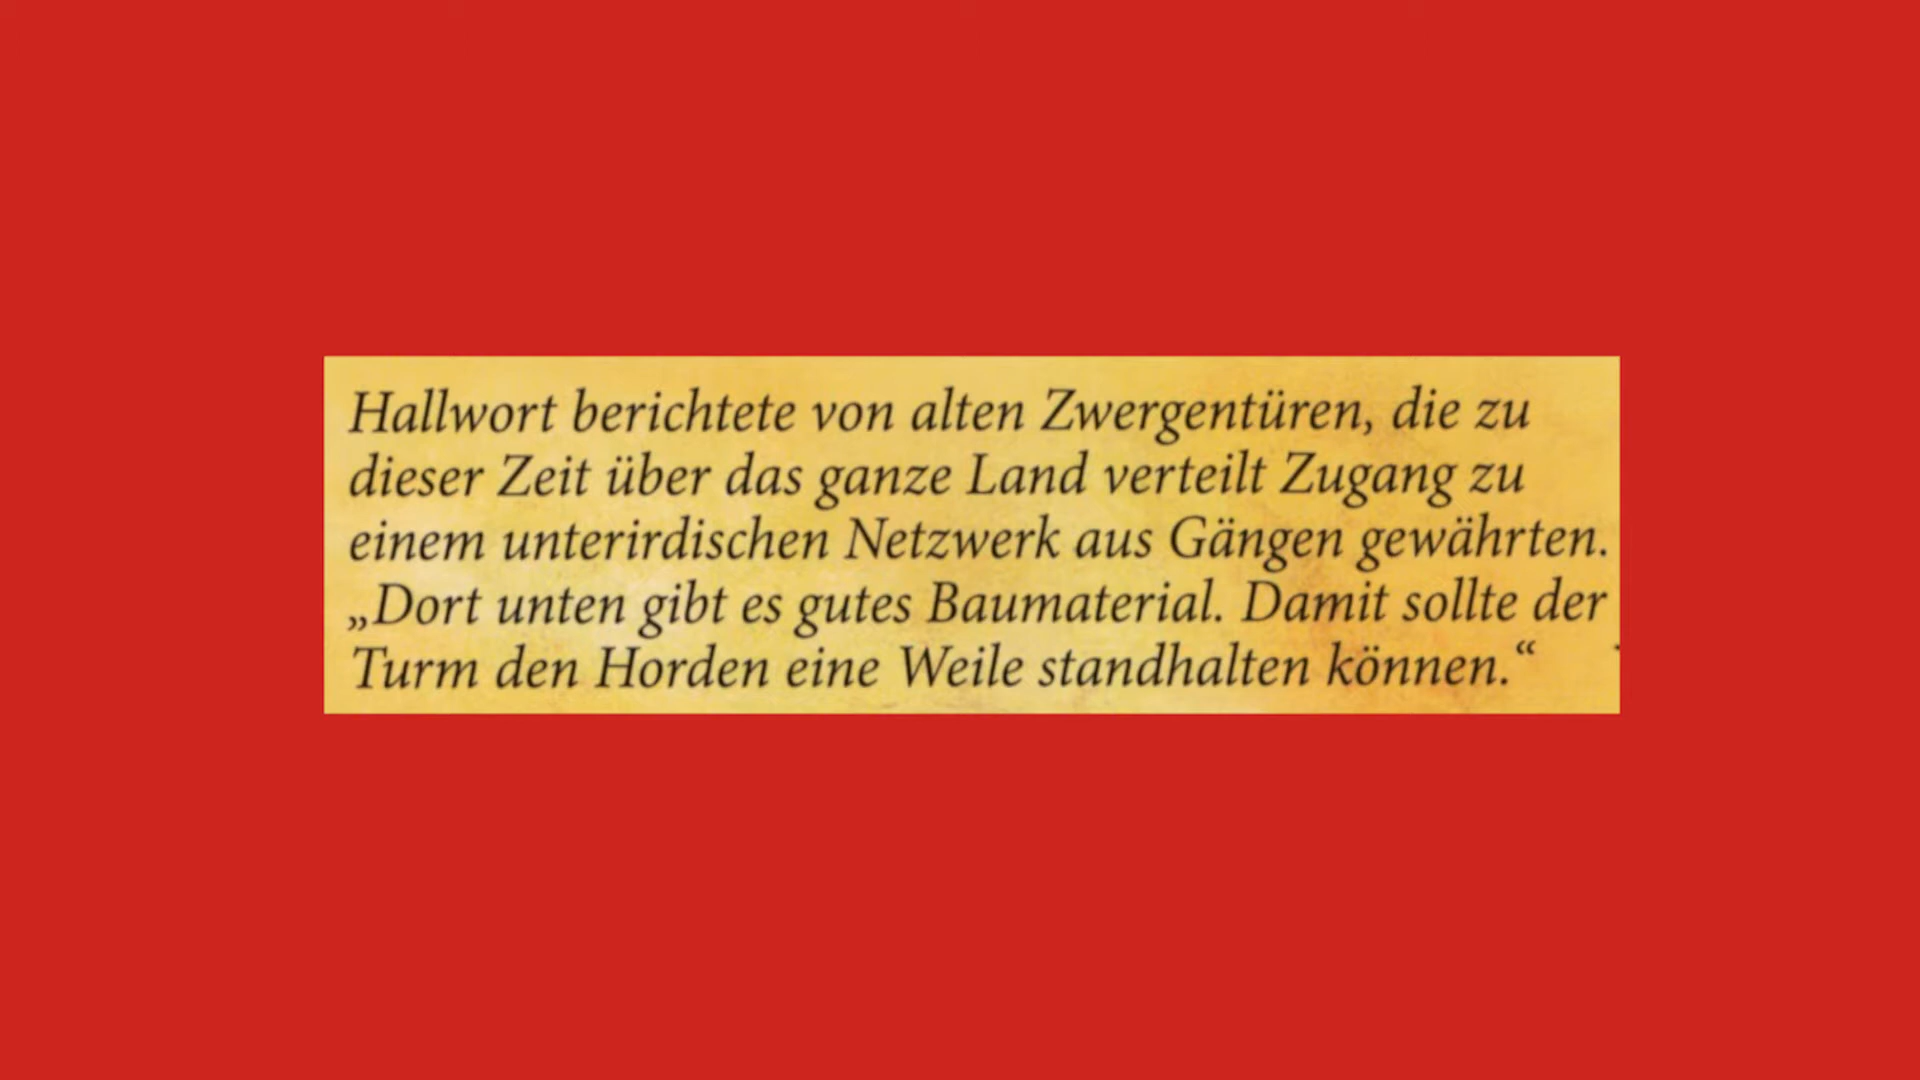 Hallwort berichtete von alten Zwergentüren, die zu
dieser Zeit über das ganze Land verteilt Zugang zu
einem unterirdischen Netzwerk aus Gängen gewährten.
„Dort unten gibt es gutes Baumaterial. Damit sollte der
Turm den Horden eine Weile standhalten können.“